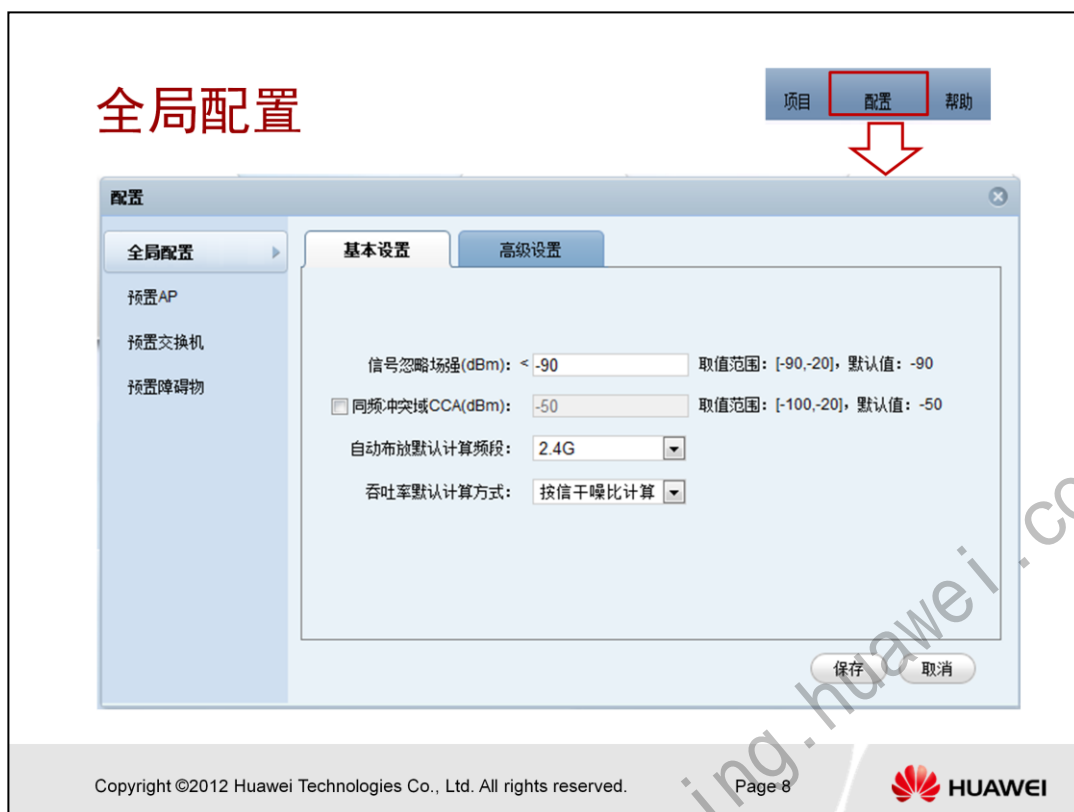 全局配置
项目 配置 帮助
配置
全局配置
预置AP
预置交换机
预置障碍物
基本设置 高级设置
信号忽略场强(dBm): < -90 取值范围: [-90,-20], 默认值: -90
同频冲突域CCA(dBm): -50 取值范围: [-100,-20], 默认值: -50
自动布放默认计算频段: 2.4G
吞吐率默认计算方式: 按信干噪比计算
保存 取消
ing.huawei.co
Copyright ©2012 Huawei Technologies Co., Ltd. All rights reserved. Page 8 HUAWEI